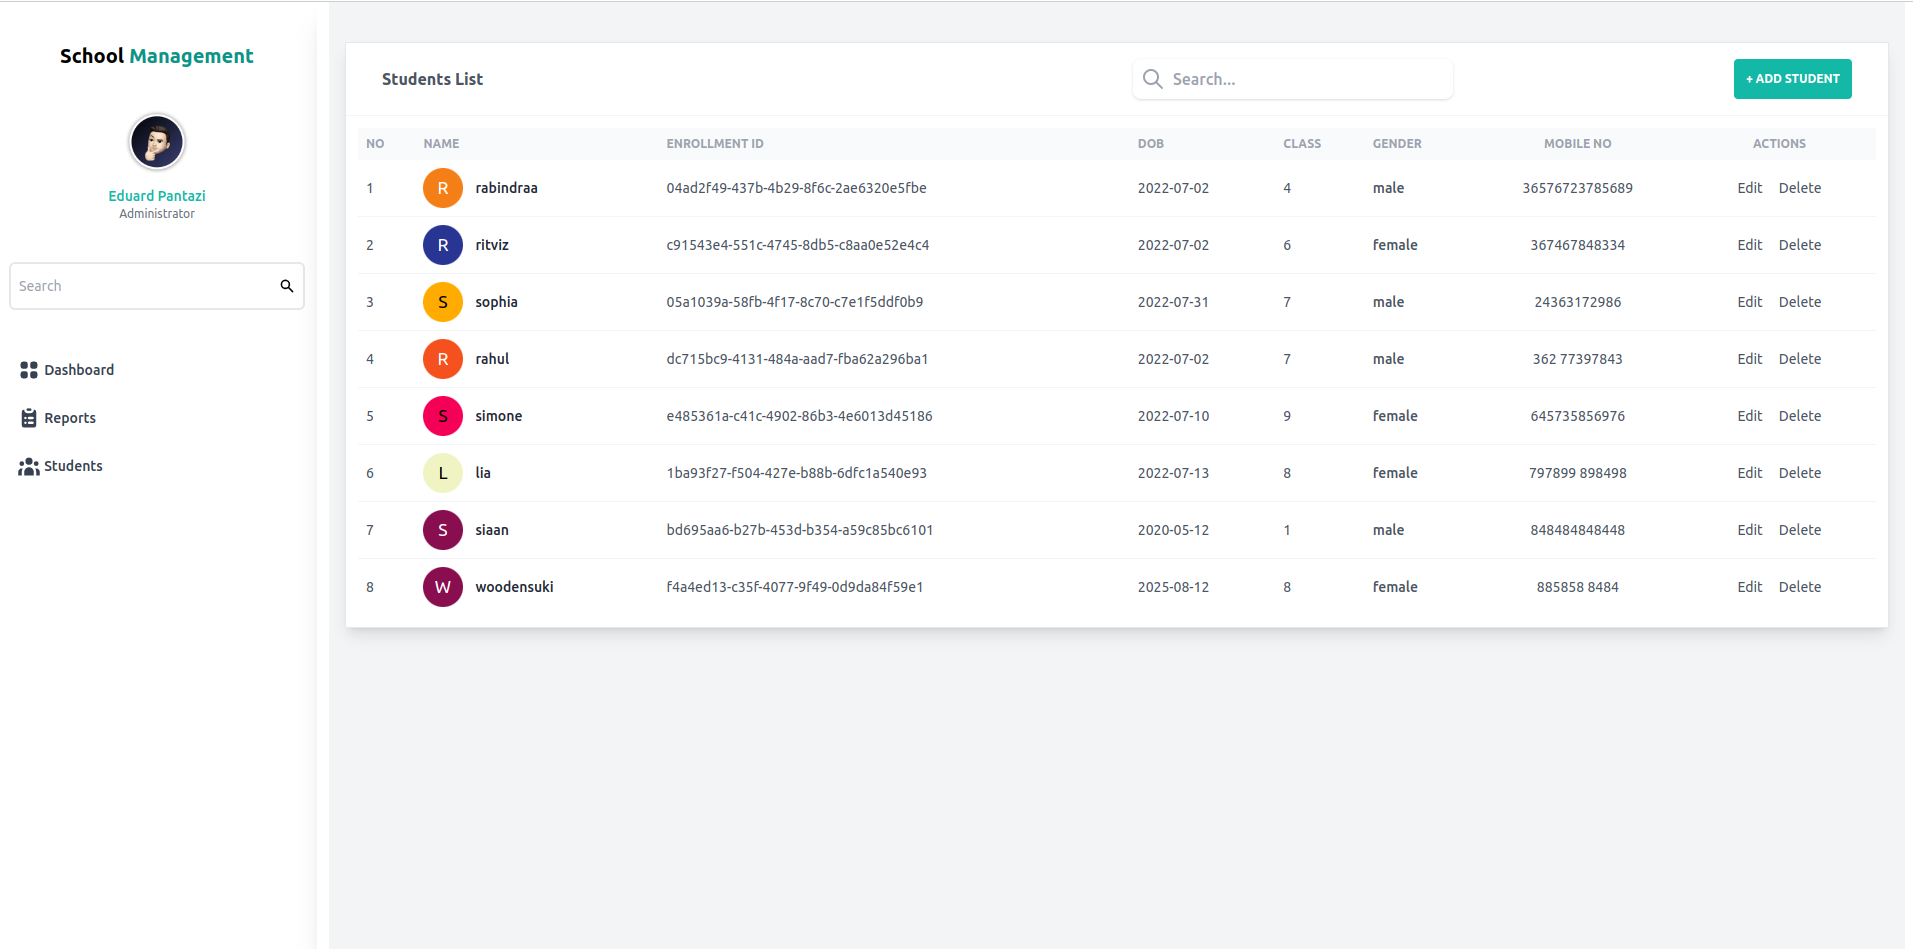 School Management
Eduard Pantazi
Administrator
Search
Dashboard
Reports
Students
Students List
Search...
+ ADD STUDENT
NO NAME ENROLLMENT ID DOB CLASS GENDER MOBILE NO ACTIONS
1 R rabindraa 04ad2f49-437b-4b29-8f6c-2ae6320e5fbe 2022-07-02 4 male 36576723785689 Edit Delete
2 R ritviz c91543e4-551c-4745-8db5-c8aa0e52e4c4 2022-07-02 6 female 367467848334 Edit Delete
3 S sophia 05a1039a-58fb-4f17-8c70-c7e1f5ddf0b9 2022-07-31 7 male 24363172986 Edit Delete
4 R rahul dc715bc9-4131-484a-aad7-fba62a296ba1 2022-07-02 7 male 362 77397843 Edit Delete
5 S simone e485361a-c41c-4902-86b3-4e6013d45186 2022-07-10 9 female 645735856976 Edit Delete
6 L lia 1ba93f27-f504-427e-b88b-6dfc1a540e93 2022-07-13 8 female 797899 898498 Edit Delete
7 S siaan bd695aa6-b27b-453d-b354-a59c85bc6101 2020-05-12 1 male 848484848448 Edit Delete
8 W woodensuki f4a4ed13-c35f-4077-9f49-0d9da84f59e1 2025-08-12 8 female 885858 8484 Edit Delete